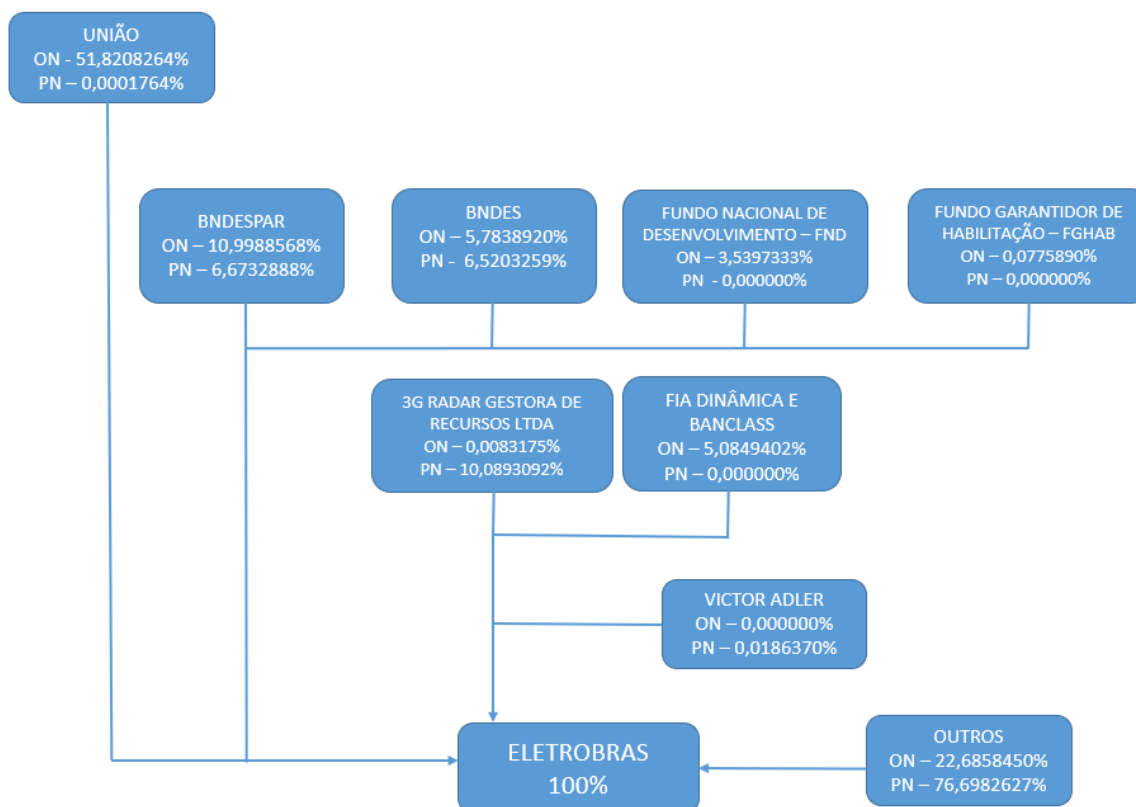 UNIÃO
ON - 51,8208264%
PN – 0,0001764%
BNDESPAR
ON – 10,9988568%
PN – 6,6732888%
BNDES
ON – 5,7838920%
PN - 6,5203259%
FUNDO NACIONAL DE
DESENVOLVIMENTO – FND
ON – 3,5397333%
PN - 0,000000%
FUNDO GARANTIDOR DE
HABILITAÇÃO – FGHAB
ON – 0,0775890%
PN – 0,000000%
3G RADAR GESTORA DE
RECURSOS LTDA
ON – 0,0083175%
PN – 10,0893092%
FIA DINÂMICA E
BANCLASS
ON – 5,0849402%
PN – 0,000000%
VICTOR ADLER
ON – 0,000000%
PN – 0,0186370%
ELETROBRAS
100%
OUTROS
ON – 22,6858450%
PN – 76,6982627%